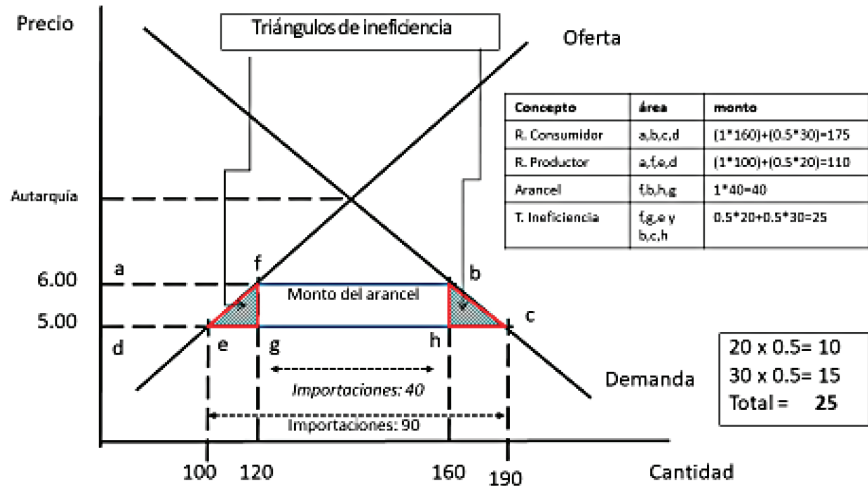 Precio
Triángulos de ineficiencia
Oferta
Concepto área monto
R. Consumidor a,b,c,d (1*160)+(0.5*30)=175
R. Productor a,f,e,d (1*100)+(0.5*20)=110
Arancel f,b,h,g 1*40=40
T. Ineficiencia f,g,e y 0.5*20+0.5*30=25
b,c,h
Autarquía
6.00 a f b
Monto del arancel
5.00 d e g h c
Importaciones: 40
Importaciones: 90
Demanda
20 x 0.5= 10
30 x 0.5= 15
Total = 25
100 120 160 190 Cantidad